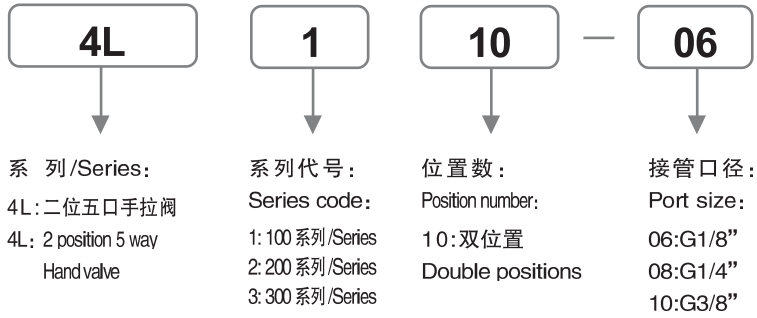 4L 1 10 — 06
系 列/Series:
4L:二位五口手拉阀
4L: 2 position 5 way
Hand valve
系列代号:
Series code:
1: 100 系列/Series
2: 200 系列/Series
3: 300 系列/Series
位置数:
Position number:
10:双位置
Double positions
接管口径:
Port size:
06:G1/8”
08:G1/4”
10:G3/8”